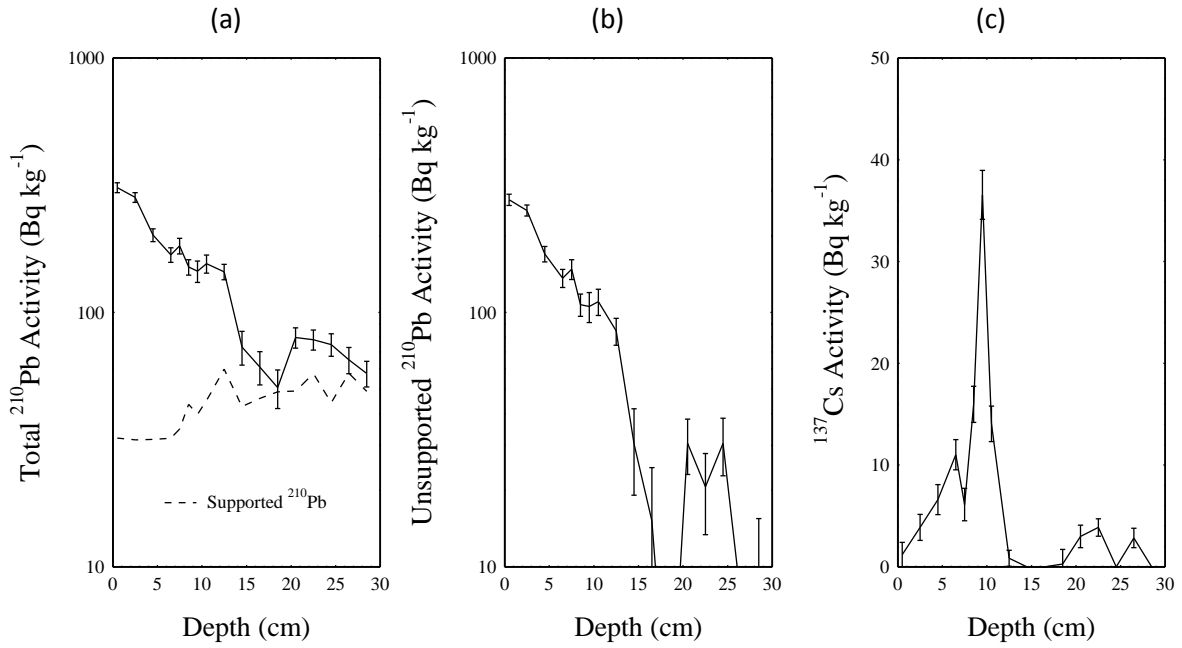 (a)
1000
100
10
0 5 10 15 20 25 30
Total ²¹⁰Pb Activity (Bq kg⁻¹)
Depth (cm)
Supported ²¹⁰Pb
(b)
1000
100
10
0 5 10 15 20 25 30
Unsupported ²¹⁰Pb Activity (Bq kg⁻¹)
Depth (cm)
(c)
50
40
30
20
10
0
0 5 10 15 20 25 30
¹³⁷Cs Activity (Bq kg⁻¹)
Depth (cm)